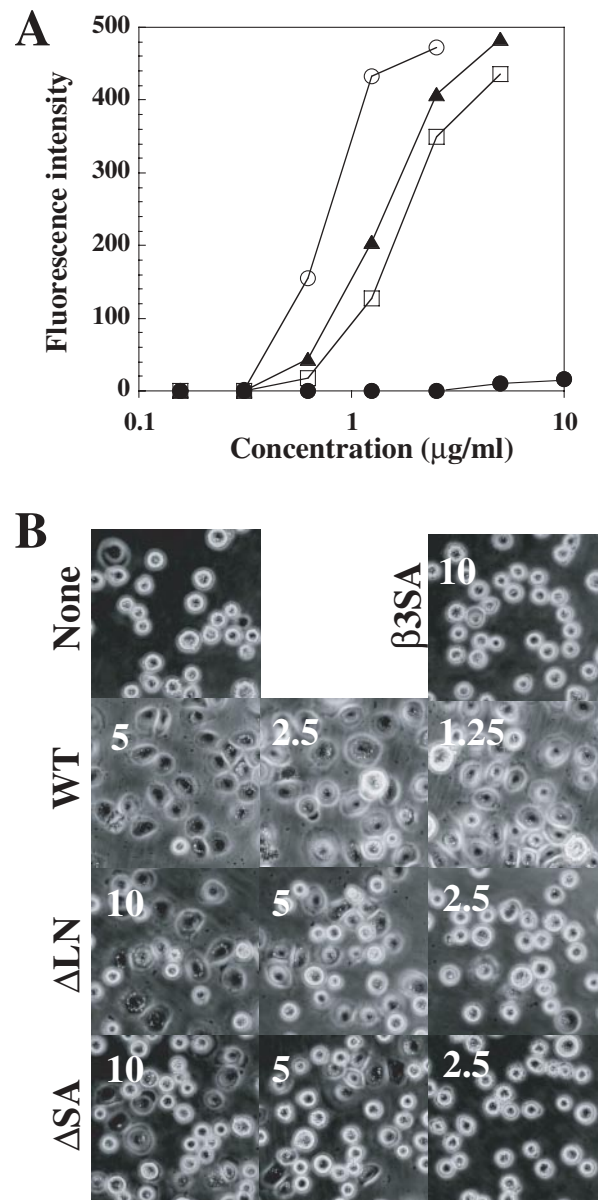 A
500
400
300
200
100
0
Fluorescence intensity
0.1 1 10
Concentration (μg/ml)
B
None
β3SA
10
WT
5
2.5
1.25
ΔLN
10
5
2.5
ΔSA
10
5
2.5